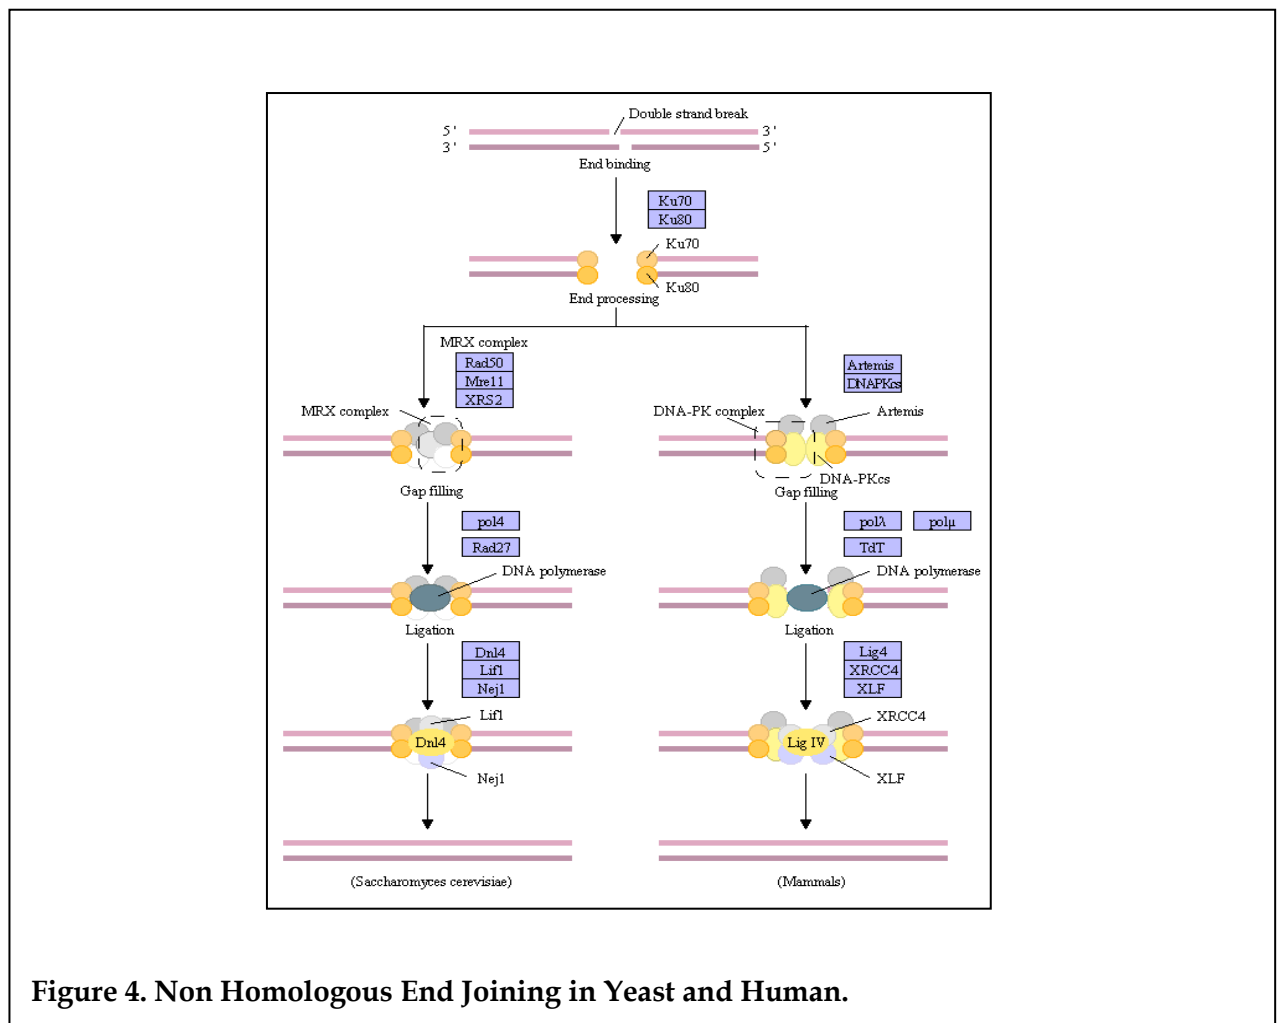 Double strand break
5' 3'
3' 5'
End binding
Ku70
Ku80
Ku70
Ku80
End processing
MRX complex
Rad50
Mre11
XRS2
MRX complex
Gap filling
pol4
Rad27
DNA polymerase
Ligation
Dnl4
Lif1
Nej1
Lif1
Dnl4
Nej1
(Saccharomyces cerevisiae)
Artemis
DNAPKcs
DNA-PK complex
Artemis
DNA-PKcs
Gap filling
polλ polμ
TdT
DNA polymerase
Ligation
Lig4
XRCC4
XLF
XRCC4
Lig IV
XLF
(Mammals)
Figure 4. Non Homologous End Joining in Yeast and Human.